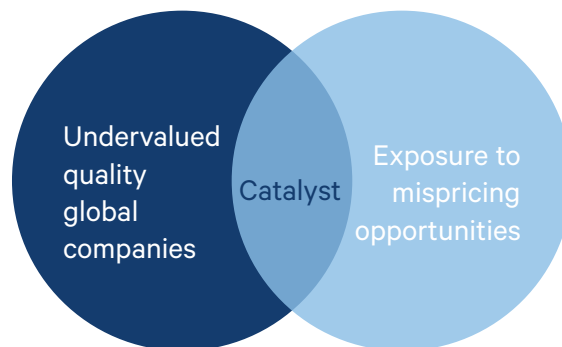 Undervalued
quality
global
companies
Catalyst
Exposure to
mispricing
opportunities